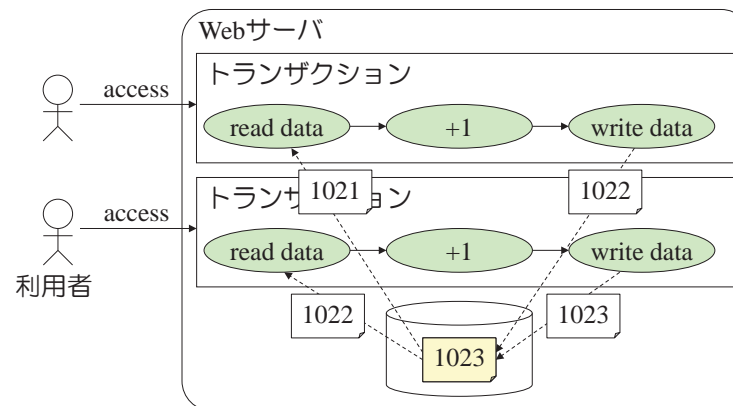 Webサーバ
トランザクション
access
read data
+1
write data
1021
1022
トランザクション
access
read data
+1
write data
利用者
1022
1023
1023